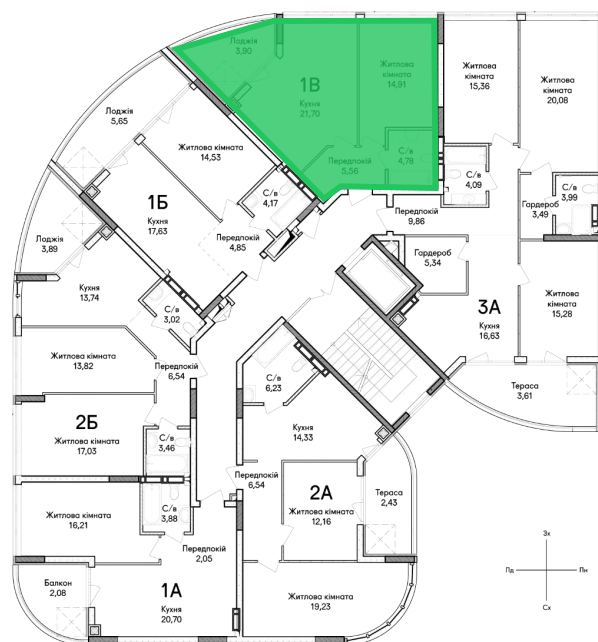 Лоджія
3,90
1В
Кухня
21,70
Житлова
кімната
14,91
Житлова
кімната
15,36
Житлова
кімната
20,08
Лоджія
5,65
Житлова кімната
14,53
Передпокій
5,56
С/в
4,78
С/в
4,09
С/в
3,99
Гардероб
3,49
1Б
Кухня
17,63
С/в
4,17
Передпокій
4,85
Передпокій
9,86
Гардероб
5,34
Лоджія
3,89
Кухня
13,74
С/в
3,02
3А
Кухня
16,63
Житлова
кімната
15,28
Житлова кімната
13,82
Передпокій
6,54
С/в
6,23
Тераса
3,61
2Б
Житлова кімната
17,03
С/в
3,46
Кухня
14,33
Передпокій
6,54
2А
Житлова кімната
12,16
Тераса
2,43
Житлова кімната
16,21
С/в
3,88
Передпокій
2,05
Балкон
2,08
1А
Кухня
20,70
Житлова кімната
19,23
Зх
Пд
Пн
Сх